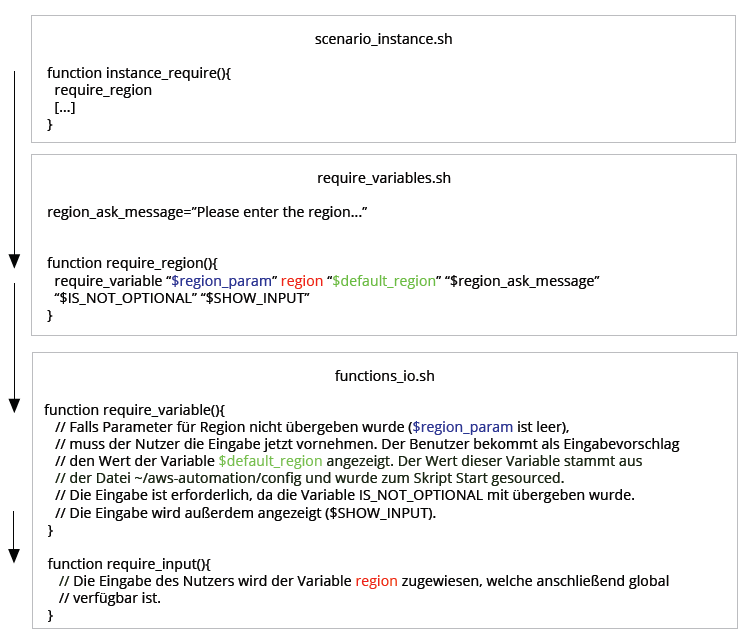 scenario_instance.sh
function instance_require(){
require_region
[...]
}
require_variables.sh
region_ask_message=”Please enter the region...”
function require_region(){
require_variable “$region_param” region “$default_region” “$region_ask_message”
“$IS_NOT_OPTIONAL” “$SHOW_INPUT”
}
functions_io.sh
function require_variable(){
// Falls Parameter für Region nicht übergeben wurde ($region_param ist leer),
// muss der Nutzer die Eingabe jetzt vornehmen. Der Benutzer bekommt als Eingabevorschlag
// den Wert der Variable $default_region angezeigt. Der Wert dieser Variable stammt aus
// der Datei ~/aws-automation/config und wurde zum Skript Start gesourced.
// Die Eingabe ist erforderlich, da die Variable IS_NOT_OPTIONAL mit übergeben wurde.
// Die Eingabe wird außerdem angezeigt ($SHOW_INPUT).
}
function require_input(){
// Die Eingabe des Nutzers wird der Variable region zugewiesen, welche anschließend global
// verfügbar ist.
}